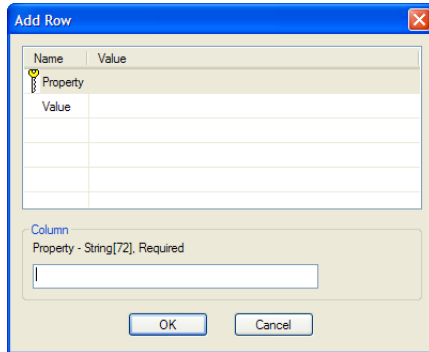 Add Row
Name Value
Property
Value
Column
Property - String[72], Required
OK Cancel